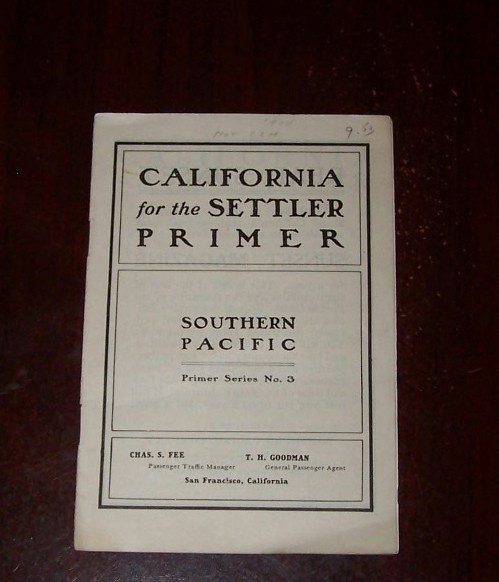 CALIFORNIA
for the SETTLER
PRIMER
SOUTHERN
PACIFIC
Primer Series No. 3
CHAS. S. FEE
Passenger Traffic Manager
T. H. GOODMAN
General Passenger Agent
San Francisco, California